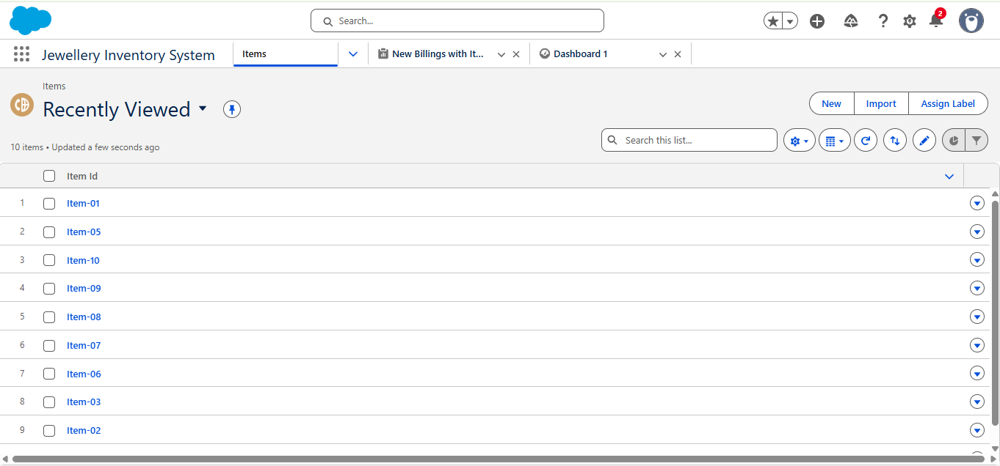 Search...
2
Jewellery Inventory System
Items
New Billings with It...
Dashboard 1
Items
Recently Viewed
New
Import
Assign Label
10 items • Updated a few seconds ago
Search this list...
Item Id
1 Item-01
2 Item-05
3 Item-10
4 Item-09
5 Item-08
6 Item-07
7 Item-06
8 Item-03
9 Item-02